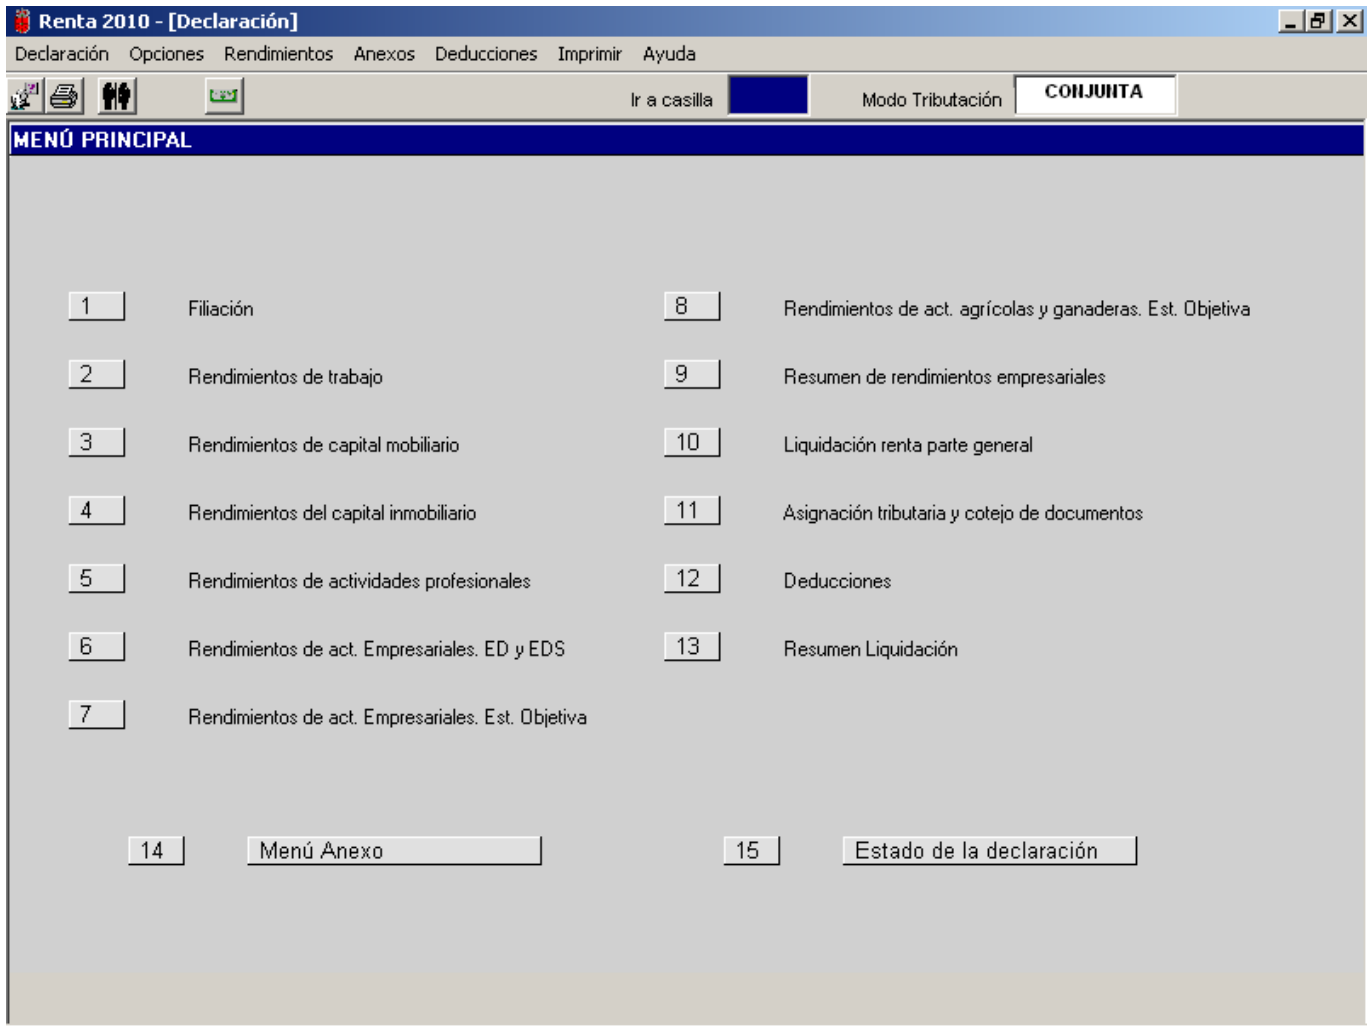 Renta 2010 - [Declaración]
Declaración Opciones Rendimientos Anexos Deducciones Imprimir Ayuda
Ir a casilla Modo Tributación CONJUNTA
MENÚ PRINCIPAL
1 Filiación
2 Rendimientos de trabajo
3 Rendimientos de capital mobiliario
4 Rendimientos del capital inmobiliario
5 Rendimientos de actividades profesionales
6 Rendimientos de act. Empresariales. ED y EDS
7 Rendimientos de act. Empresariales. Est. Objetiva
8 Rendimientos de act. agrícolas y ganaderas. Est. Objetiva
9 Resumen de rendimientos empresariales
10 Liquidación renta parte general
11 Asignación tributaria y cotejo de documentos
12 Deducciones
13 Resumen Liquidación
14 Menú Anexo
15 Estado de la declaración